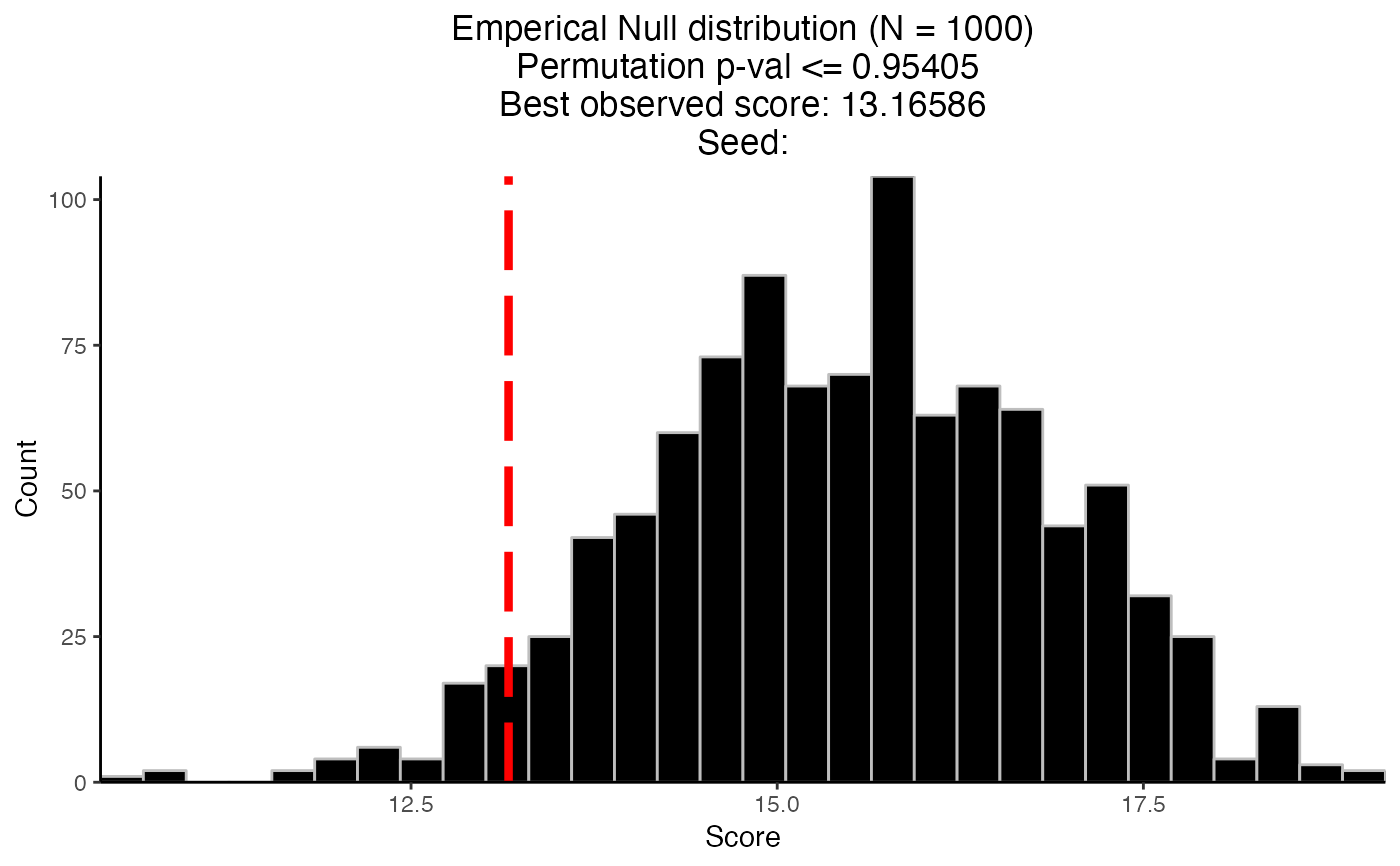 Emperical Null distribution (N = 1000)
Permutation p-val <= 0.95405
Best observed score: 13.16586
Seed:
100
75
50
25
0
Count
12.5
15.0
17.5
Score